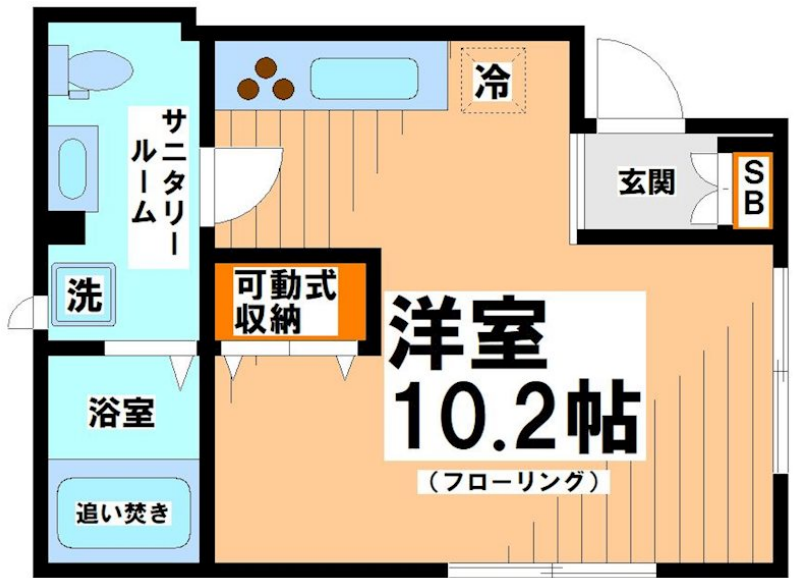 サニタリー
ルーム
冷
玄関
SB
洗
可動式
収納
洋室
10.2帖
(フローリング)
浴室
追い焚き